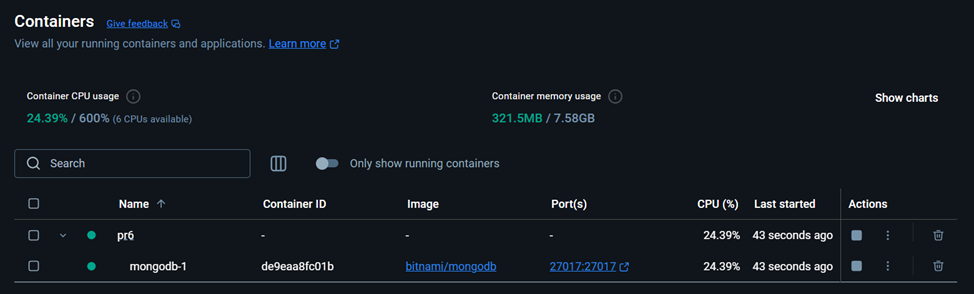 Containers Give feedback
View all your running containers and applications. Learn more
Container CPU usage
24.39% / 600% (6 CPUs available)
Container memory usage
321.5MB / 7.58GB
Show charts
Search
Only show running containers
Name Container ID Image Port(s) CPU (%) Last started Actions
pr6 - - - 24.39% 43 seconds ago
mongodb-1 de9eaa8fc01b bitnami/mongodb 27017:27017 24.39% 43 seconds ago